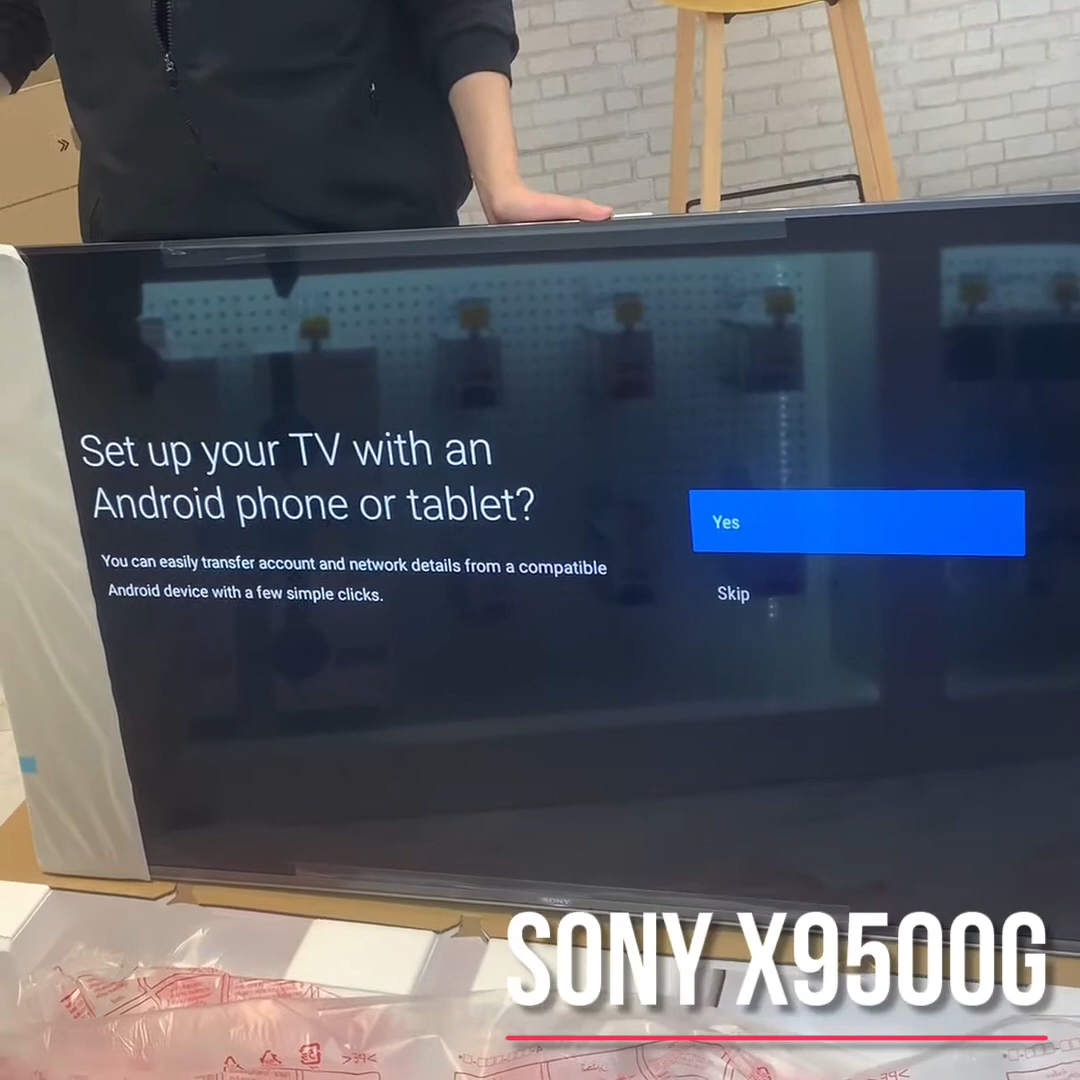 Set up your TV with an
Android phone or tablet?
You can easily transfer account and network details from a compatible
Android device with a few simple clicks.
Yes
Skip
SONY
SONY X9500G
>PE<